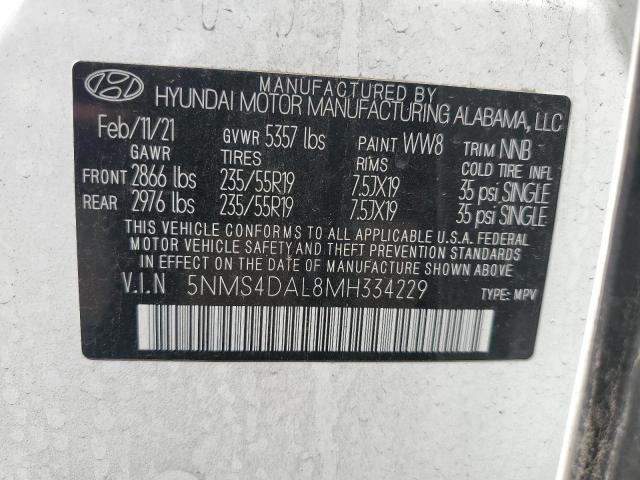 MANUFACTURED BY
HYUNDAI MOTOR MANUFACTURING ALABAMA, LLC
Feb/11/21 GVWR 5357 lbs PAINT WW8 TRIM NNB
GAWR TIRES RIMS COLD TIRE INFL
FRONT 2866 lbs 235/55R19 7.5JX19 35 psi SINGLE
REAR 2976 lbs 235/55R19 7.5JX19 35 psi SINGLE
THIS VEHICLE CONFORMS TO ALL APPLICABLE U.S.A. FEDERAL
MOTOR VEHICLE SAFETY AND THEFT PREVENTION STANDARDS
IN EFFECT ON THE DATE OF MANUFACTURE SHOWN ABOVE.
V.I.N 5NMS4DAL8MH334229 TYPE: MPV